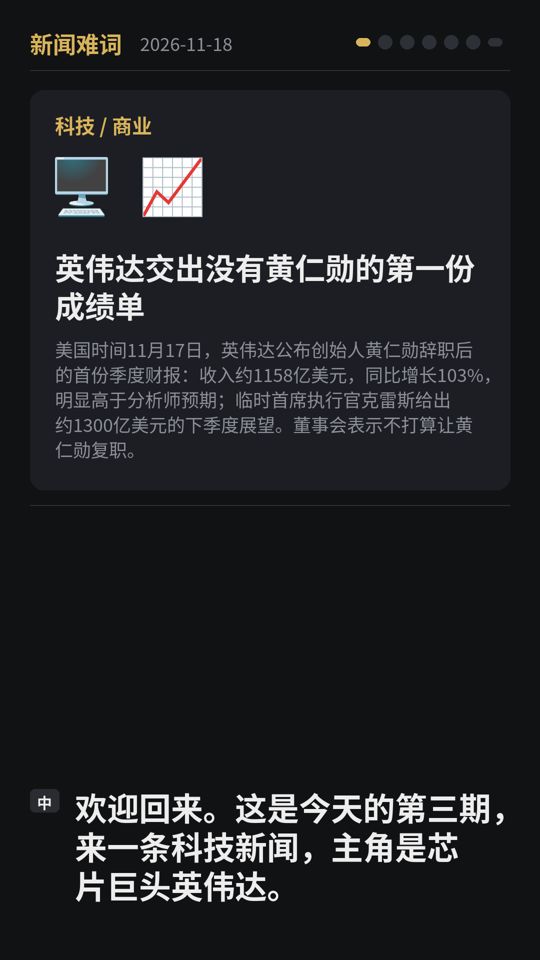 新闻难词 2026-11-18
科技 / 商业
英伟达交出没有黄仁勋的第一份
成绩单
美国时间11月17日，英伟达公布创始人黄仁勋辞职后
的首份季度财报：收入约1158亿美元，同比增长103%，
明显高于分析师预期；临时首席执行官克雷斯给出
约1300亿美元的下季度展望。董事会表示不打算让黄
仁勋复职。
中 欢迎回来。这是今天的第三期，
来一条科技新闻，主角是芯
片巨头英伟达。